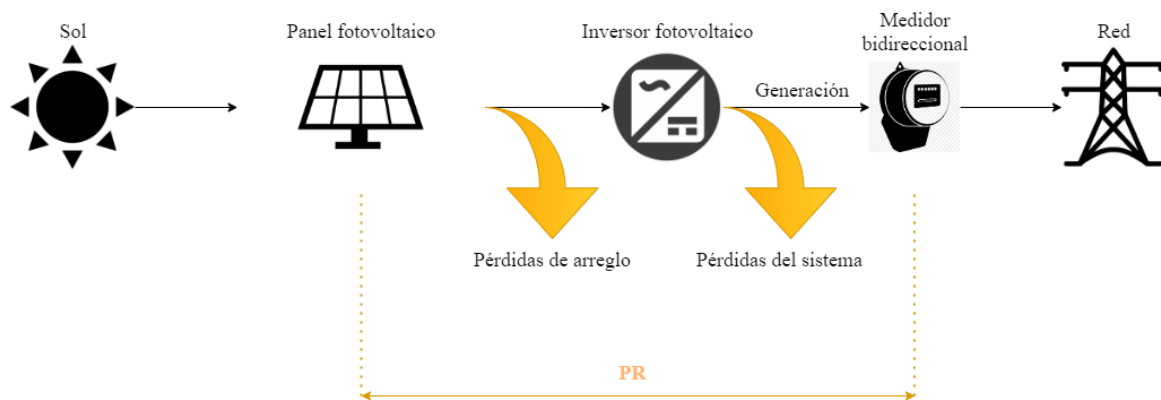 Sol
Panel fotovoltaico
Inversor fotovoltaico
Medidor
bidireccional
Red
Generación
Pérdidas de arreglo
Pérdidas del sistema
PR